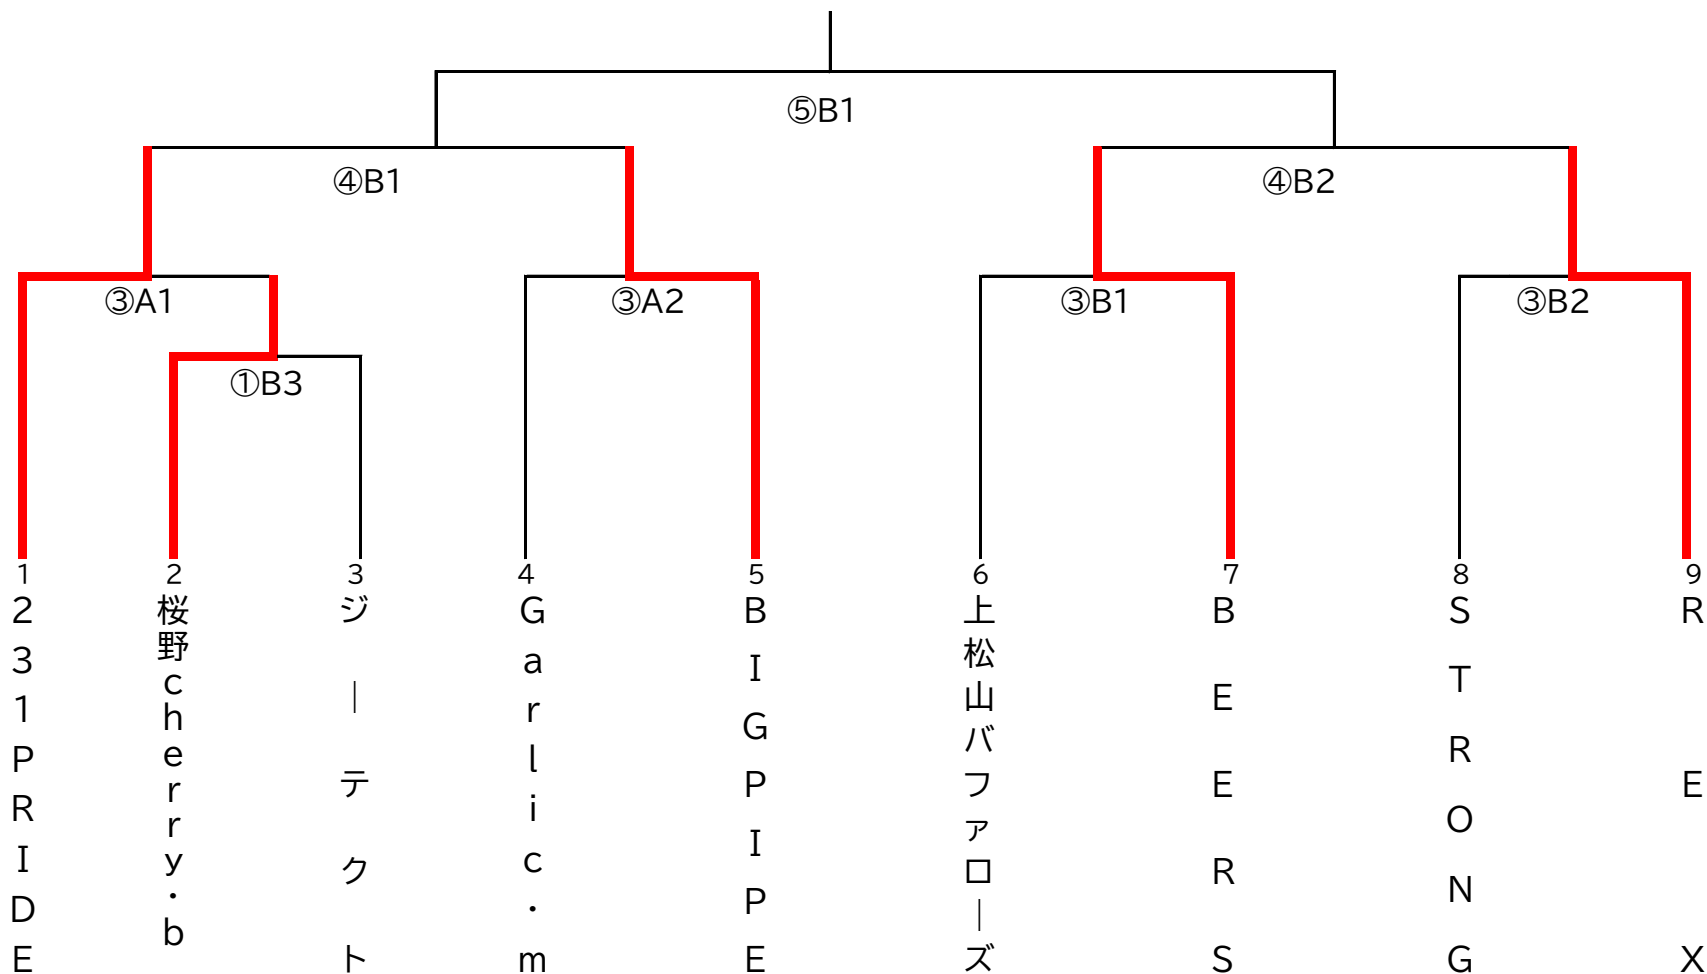 ⑤B1
④B1
④B2
③A1
③A2
③B1
③B2
①B3
1
231PRIDE
2
桜野cherry・b
3
ジーテクト
4
Garlic・m
5
BIGPIPE
6
上松山バファローズ
7
BEERS
8
STRONG
9
REX